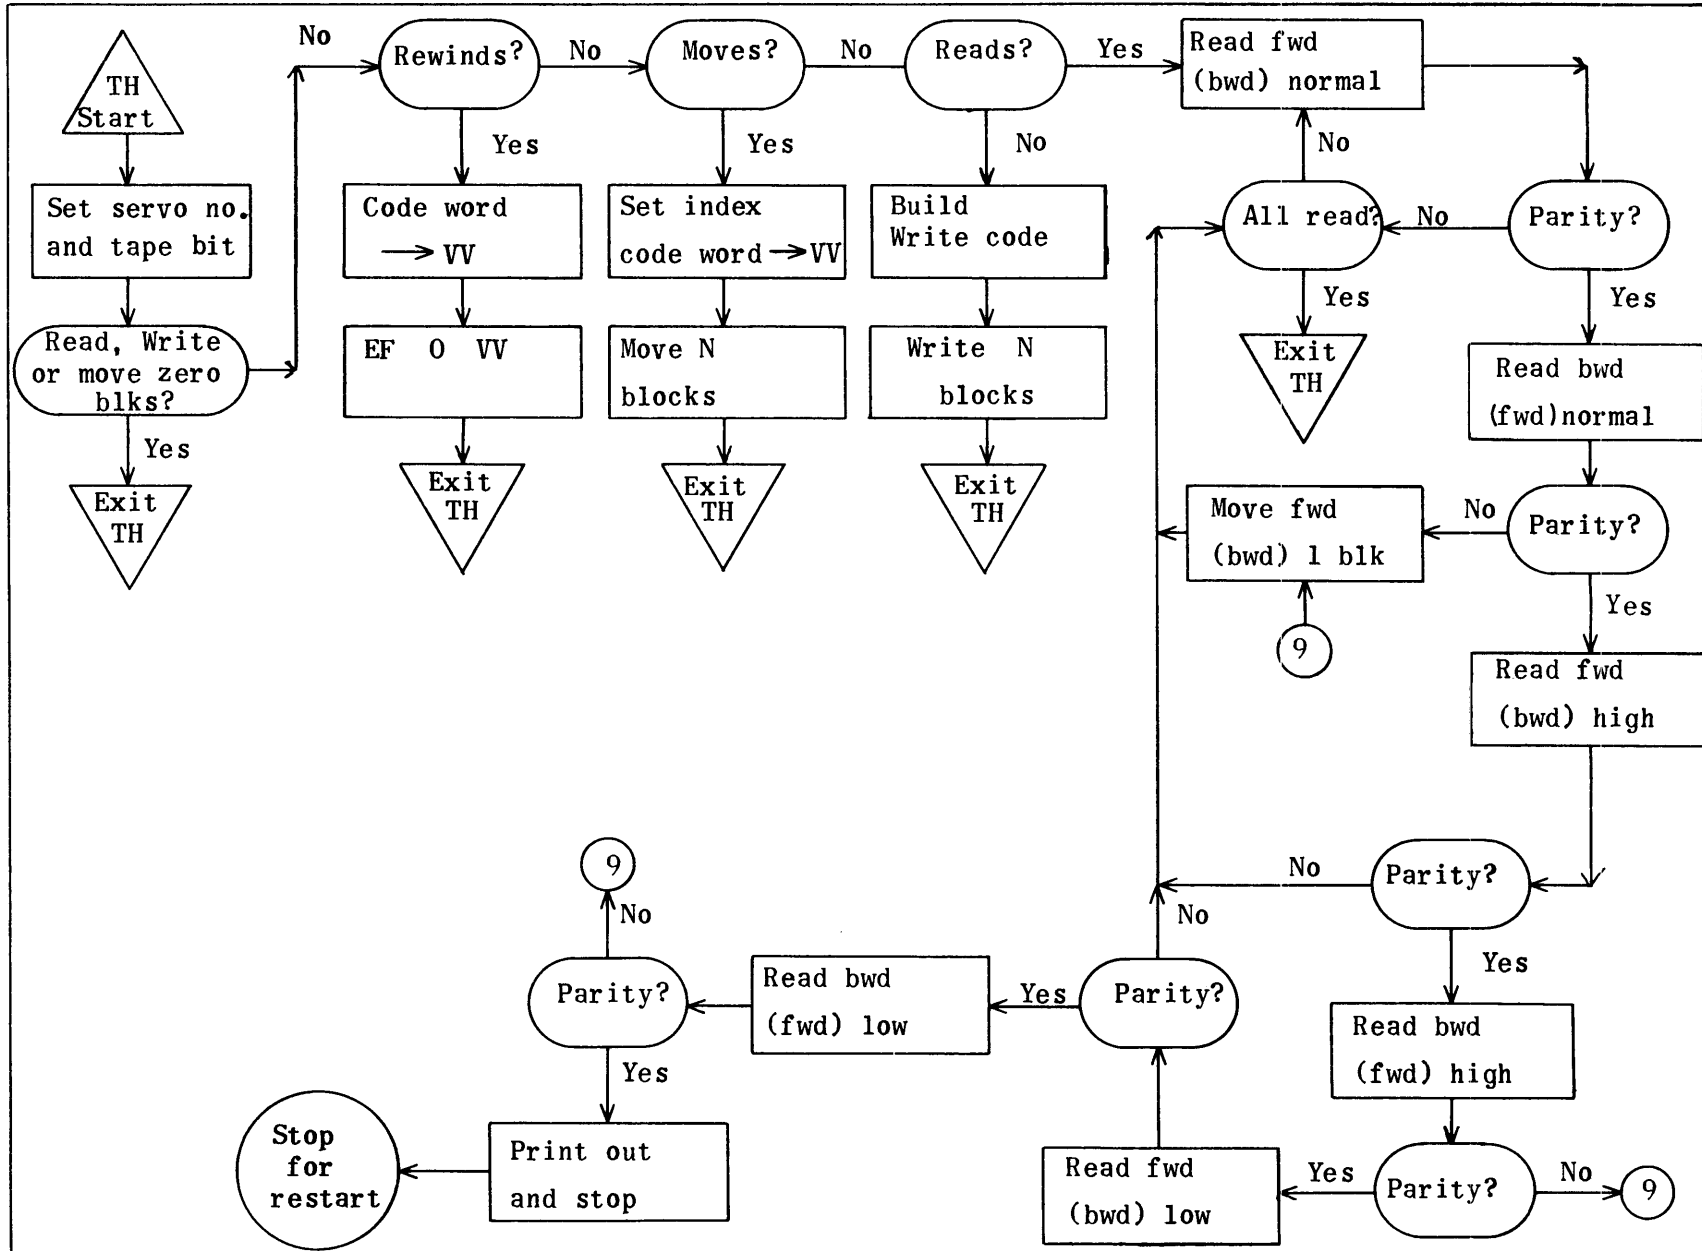 TH
Start
Set servo no.
and tape bit
Read, Write
or move zero
blks?
Yes
Exit
TH
No
Rewinds?
Yes
Code word
→ VV
EF O VV
Exit
TH
No
Moves?
Yes
Set index
code word → VV
Move N
blocks
Exit
TH
No
Reads?
No
Build
Write code
Write N
blocks
Exit
TH
Yes
Read fwd
(bwd) normal
No
All read?
Yes
Exit
TH
No
Parity?
Yes
Read bwd
(fwd)normal
Parity?
No
Move fwd
(bwd) 1 blk
9
Yes
Read fwd
(bwd) high
Parity?
No
Yes
Read bwd
(fwd) high
Parity?
No
9
Yes
Read fwd
(bwd) low
Parity?
No
Yes
Read bwd
(fwd) low
Parity?
No
9
Yes
Print out
and stop
Stop
for
restart